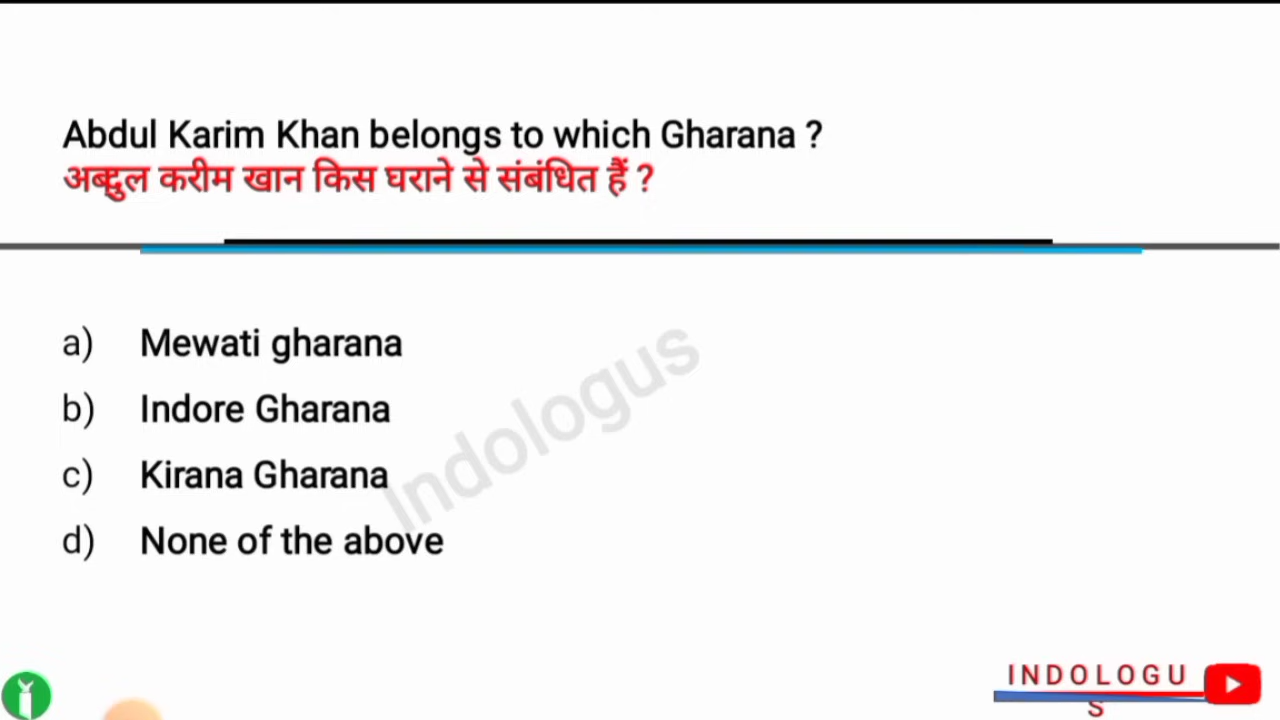 Abdul Karim Khan belongs to which Gharana ?
अब्दुल करीम खान किस घराने से संबंधित हैं ?
a) Mewati gharana
b) Indore Gharana
c) Kirana Gharana
d) None of the above
Indologus
INDOLOGU
S